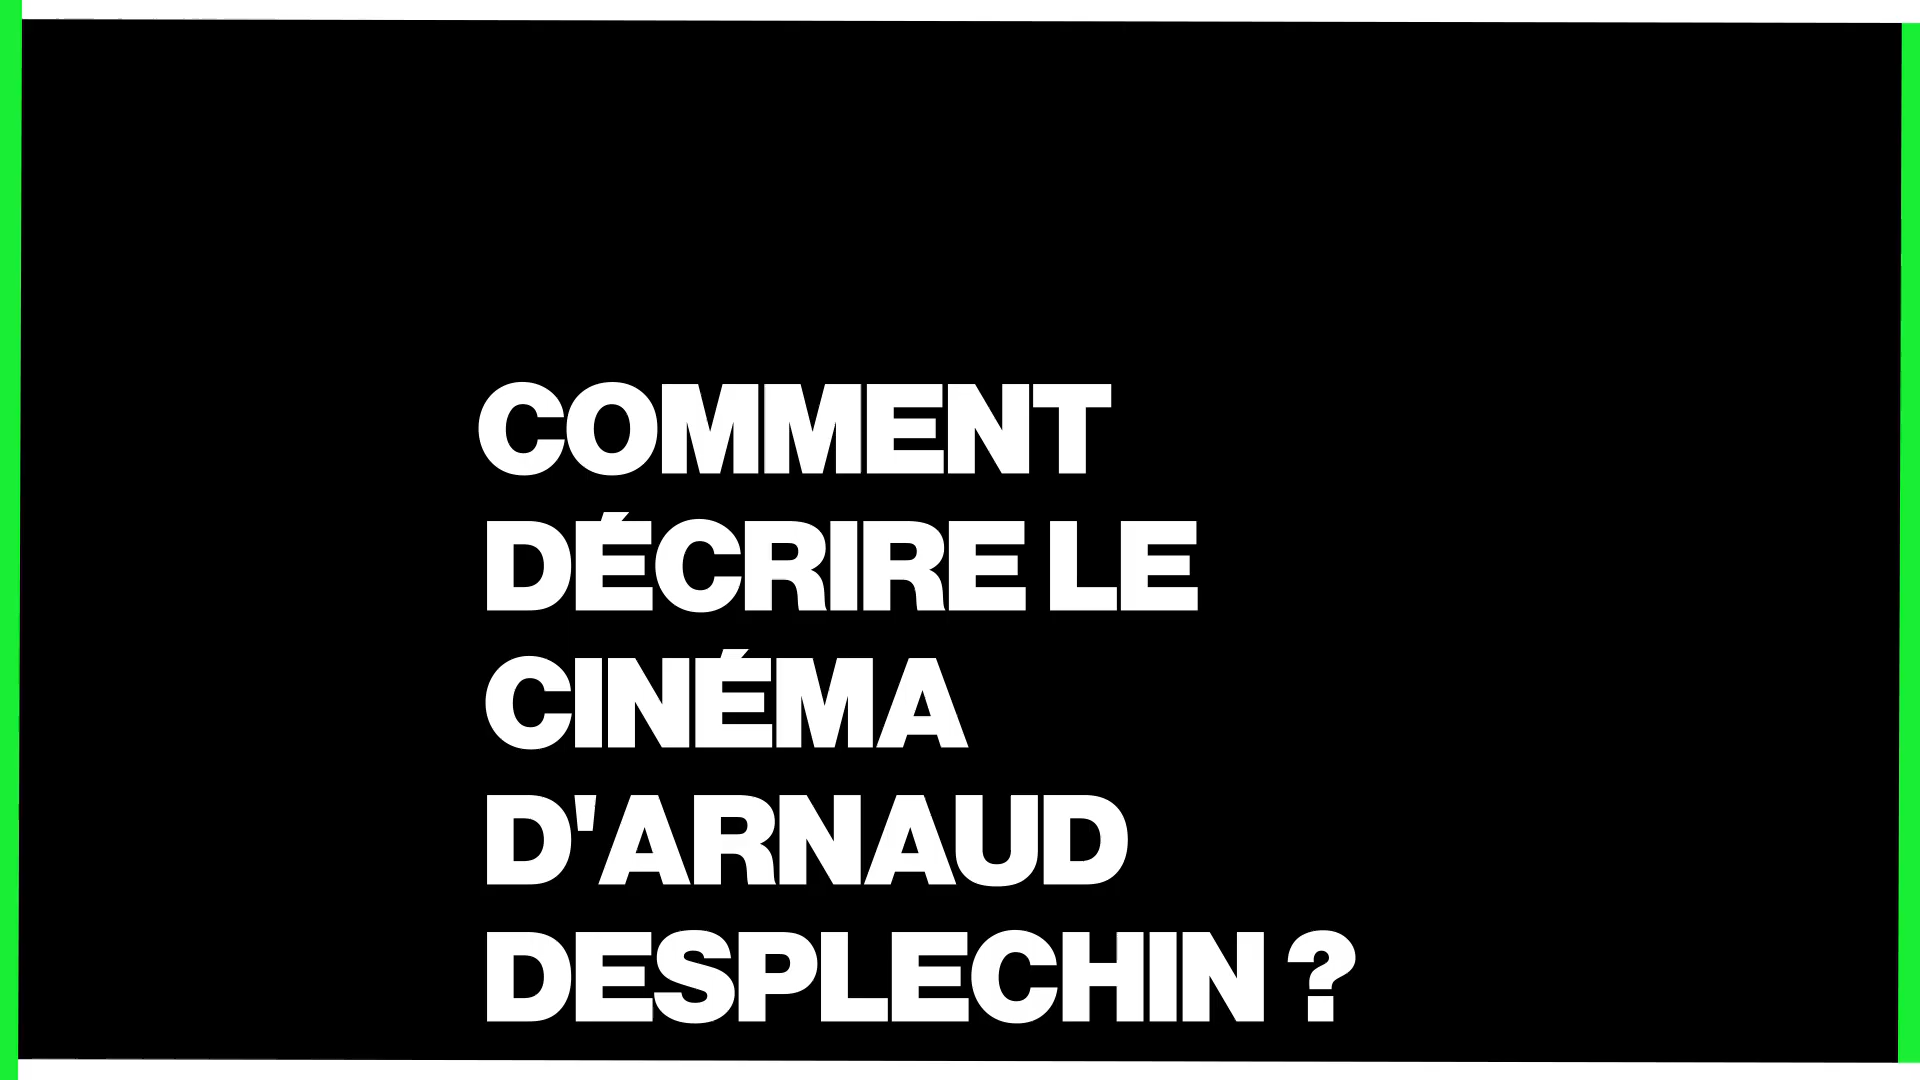 COMMENT
DÉCRIRE LE
CINÉMA
D'ARNAUD
DESPLECHIN ?